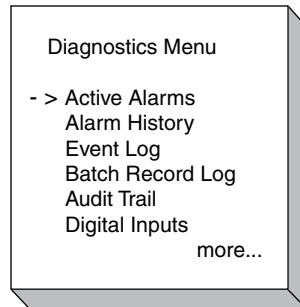 Diagnostics Menu
- > Active Alarms
Alarm History
Event Log
Batch Record Log
Audit Trail
Digital Inputs
more...